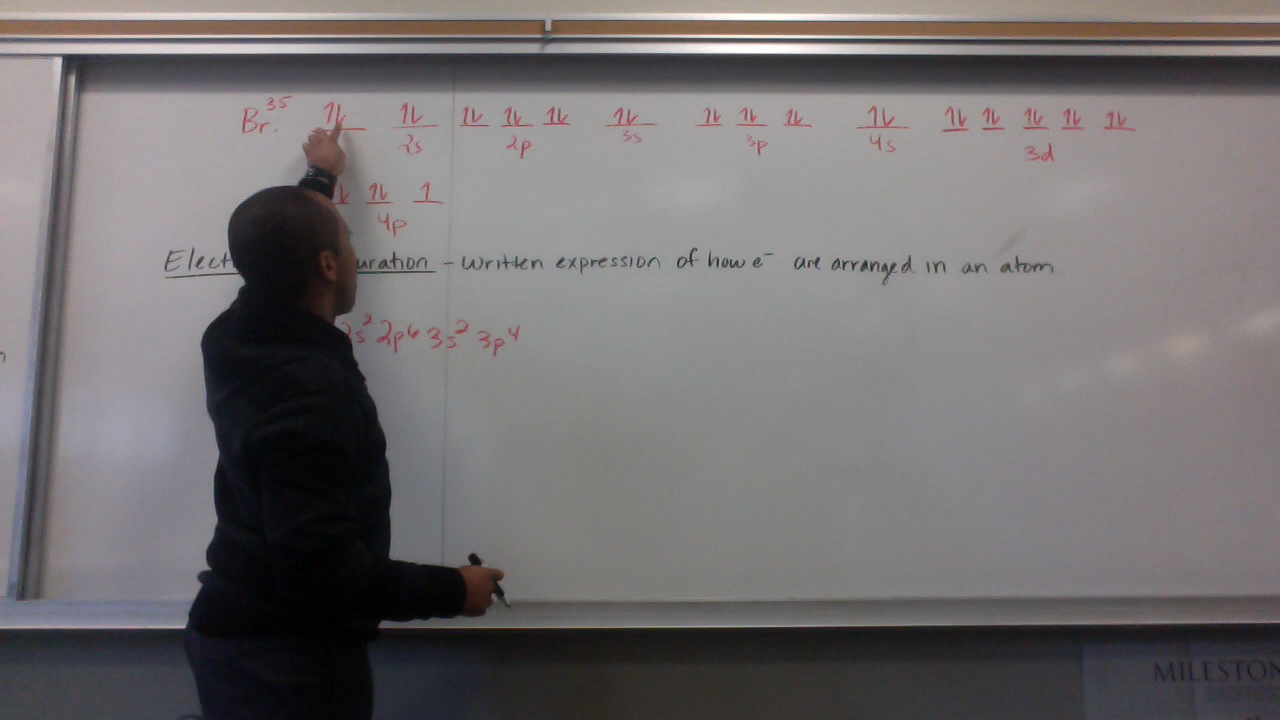 Br. 35 1↓ 1↓ 1↓ 1↓ 1↓ 1↓ 1↓ 1↓ 1↓ 1↓ 1↓ 1↓ 1↓ 1↓ 1↓
2s 2p 3s 3p 4s 3d
1↓ 1
4p
uration - written expression of how e⁻ are arranged in an atom
s² 2p⁶ 3s² 3p⁴
MILESTON